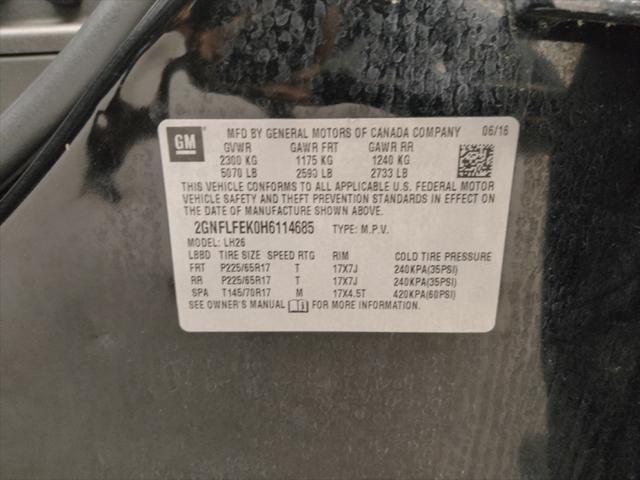 GM
MFD BY GENERAL MOTORS OF CANADA COMPANY 06/16
GVWR GAWR FRT GAWR RR
2300 KG 1175 KG 1240 KG
5070 LB 2590 LB 2733 LB
THIS VEHICLE CONFORMS TO ALL APPLICABLE U.S. FEDERAL MOTOR
VEHICLE SAFETY AND THEFT PREVENTION STANDARDS IN EFFECT ON
THE DATE OF MANUFACTURE SHOWN ABOVE.
2GNFLFEK0H6114685 TYPE: M.P.V.
MODEL: LH26
LBBD TIRE SIZE SPEED RTG RIM COLD TIRE PRESSURE
FRT P225/65R17 T 17X7J 240KPA(35PSI)
RR P225/65R17 T 17X7J 240KPA(35PSI)
SPA T145/70R17 M 17X4.5T 420KPA(60PSI)
SEE OWNER'S MANUAL FOR MORE INFORMATION.